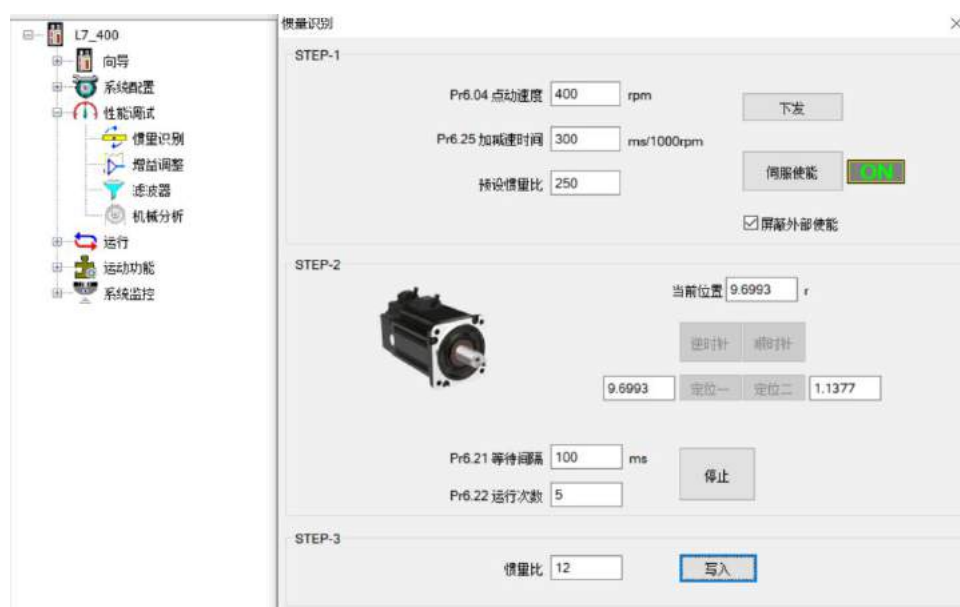 L7_400
向导
系统配置
性能调试
惯量识别
增益调整
滤波器
机械分析
运行
运动功能
系统监控
惯量识别
STEP-1
Pr6.04 点动速度 400 rpm
下发
Pr6.25 加减速时间 300 ms/1000rpm
预设惯量比 250
伺服使能 ON
屏蔽外部使能
STEP-2
当前位置 9.6993 r
逆时针 顺时针
9.6993 定位一 定位二 1.1377
Pr6.21 等待间隔 100 ms
停止
Pr6.22 运行次数 5
STEP-3
惯量比 12 写入